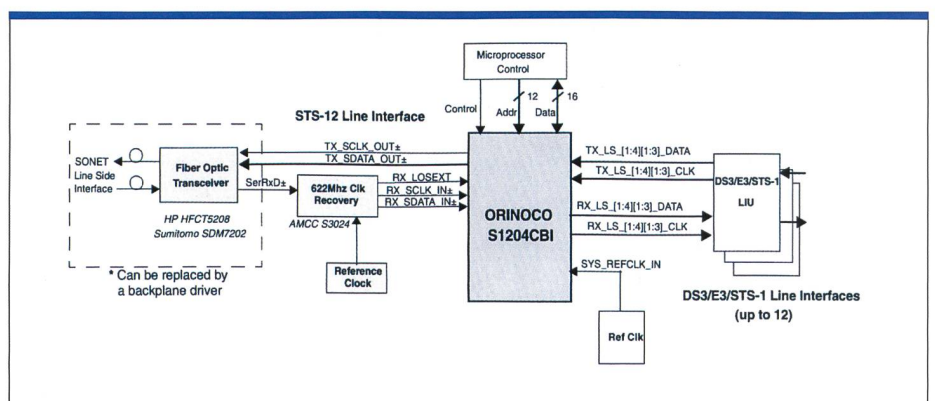 Microprocessor
Control
Control
12
Addr
16
Data
STS-12 Line Interface
TX_SCLK_OUT±
TX_SDATA_OUT±
SONET
Line Side
Interface
Fiber Optic
Transceiver
SerRxD±
HP HFCT5208
Sumitomo SDM7202
* Can be replaced by
a backplane driver
622Mhz Clk
Recovery
AMCC S3024
Reference
Clock
RX_LOSEXT
RX_SCLK_IN±
RX_SDATA_IN±
ORINOCO
S1204CBI
TX_LS_[1:4][1:3]_DATA
TX_LS_[1:4][1:3]_CLK
RX_LS_[1:4][1:3]_DATA
RX_LS_[1:4][1:3]_CLK
SYS_REFCLK_IN
Ref Clk
DS3/E3/STS-1
LIU
DS3/E3/STS-1 Line Interfaces
(up to 12)